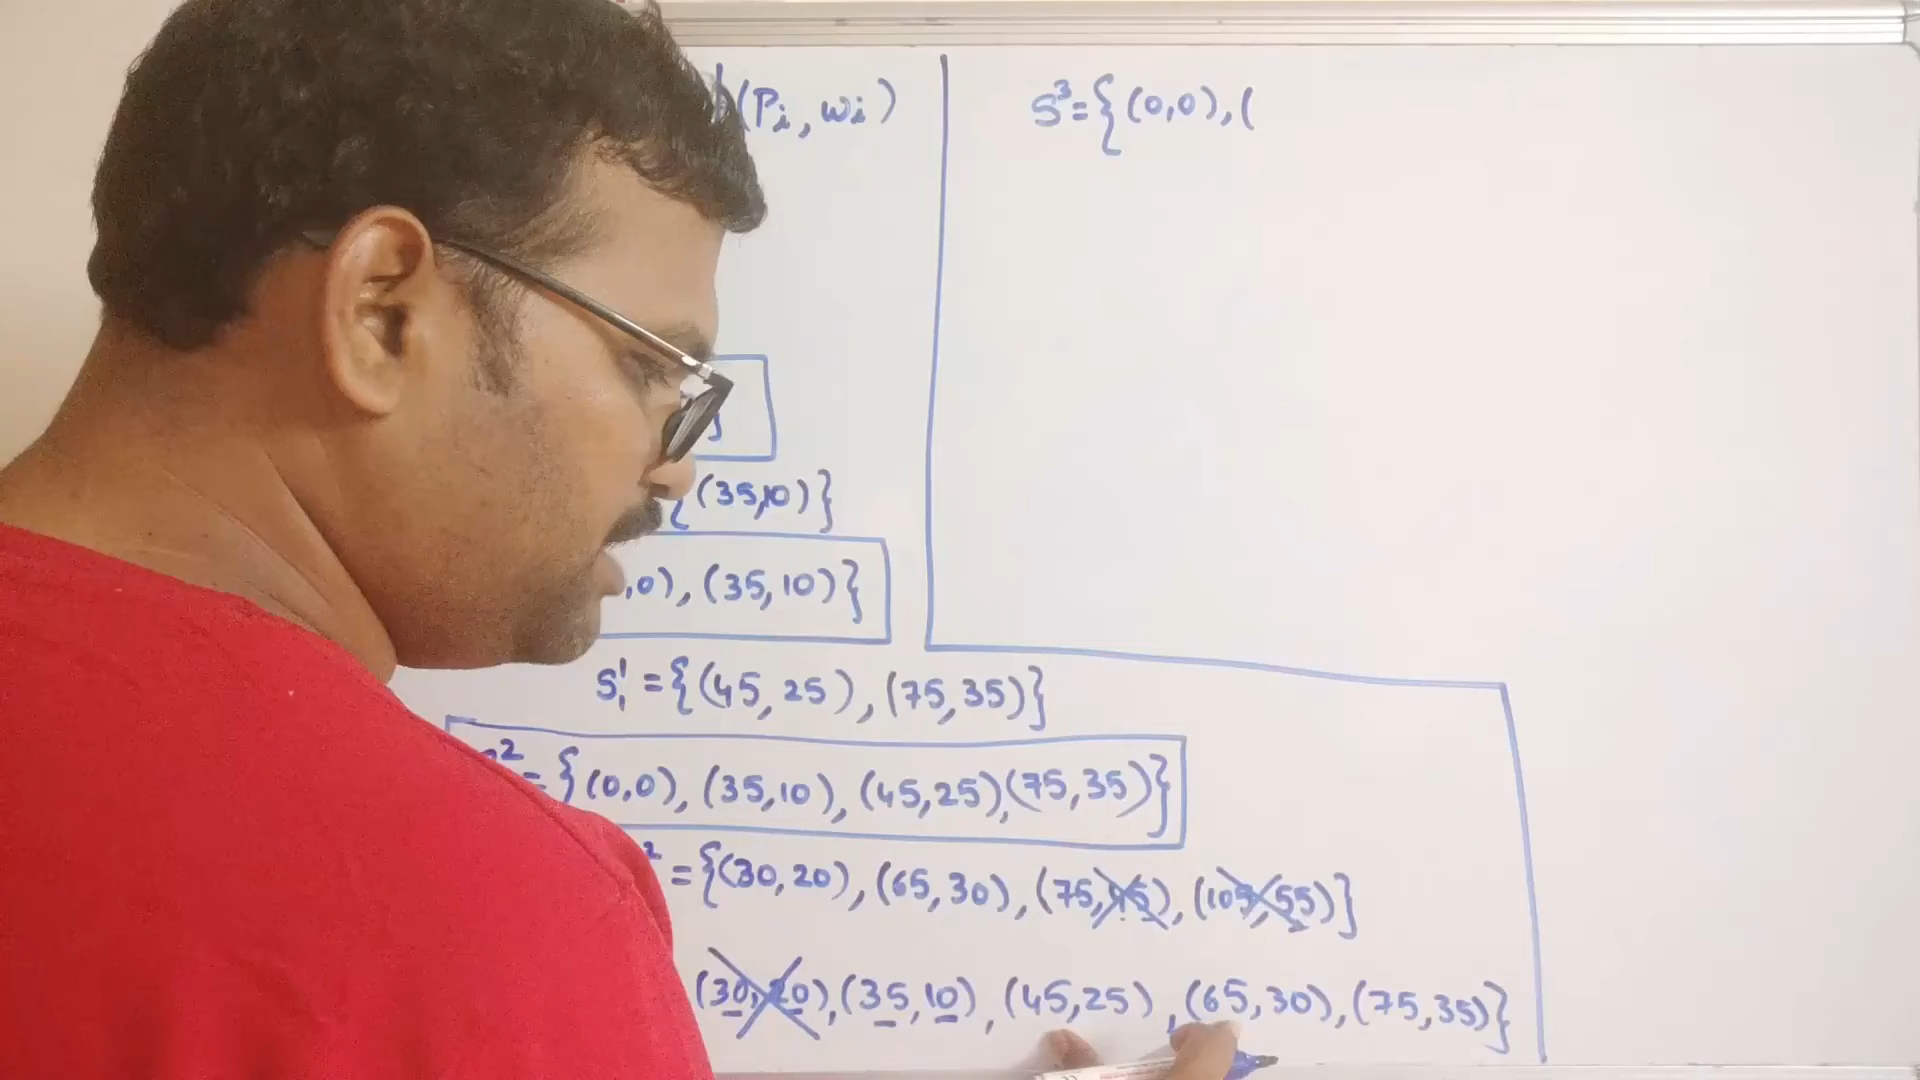 (Pi, wi)
{(35,10)}
,0), (35,10)}
S¹₁ = {(45, 25), (75,35)}
² = {(0,0), (35,10), (45,25), (75,35)}
² = {(30,20), (65,30), (75,45), (105,55)}
(30,20), (35,10), (45,25), (65,30), (75,35)}
S³ = {(0,0), (